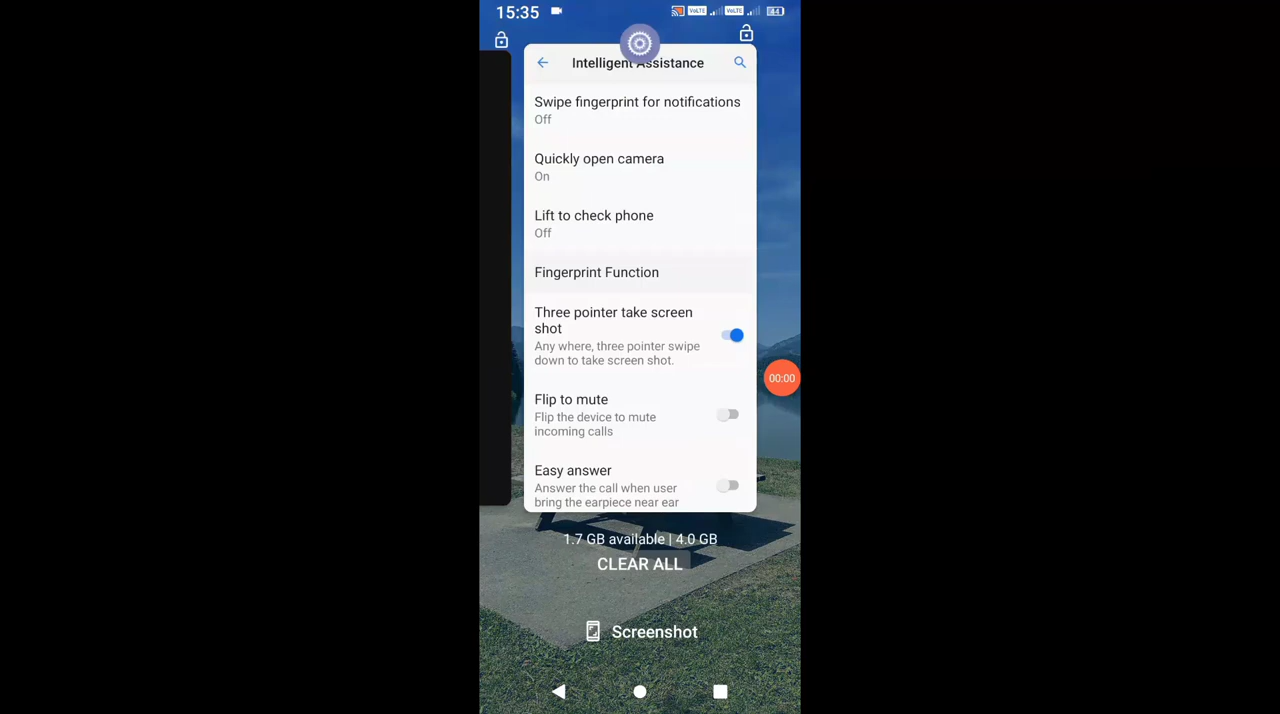 15:35
VoLTE
VoLTE
44
Intelligent Assistance
Swipe fingerprint for notifications
Off
Quickly open camera
On
Lift to check phone
Off
Fingerprint Function
Three pointer take screen
shot
Any where, three pointer swipe
down to take screen shot.
00:00
Flip to mute
Flip the device to mute
incoming calls
Easy answer
Answer the call when user
bring the earpiece near ear
1.7 GB available | 4.0 GB
CLEAR ALL
Screenshot